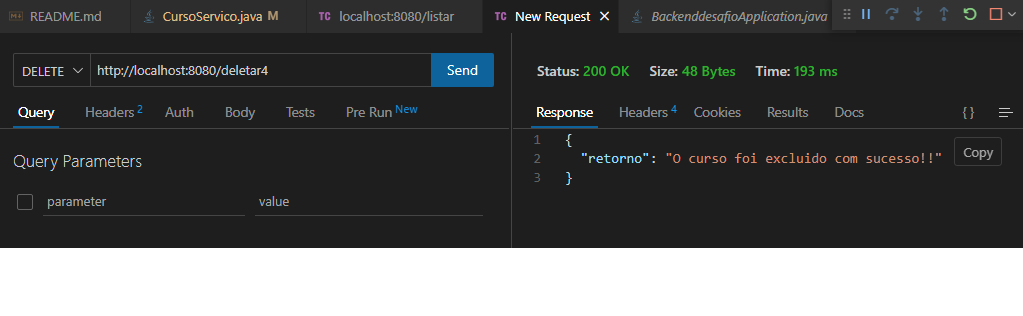 README.md CursoServico.java M TC localhost:8080/listar TC New Request BackenddesafioApplication.java
DELETE http://localhost:8080/deletar4 Send
Status: 200 OK Size: 48 Bytes Time: 193 ms
Query Headers 2 Auth Body Tests Pre Run New
Response Headers 4 Cookies Results Docs { }
Query Parameters
parameter value
1 {
2 "retorno": "O curso foi excluido com sucesso!!"
3 }
Copy